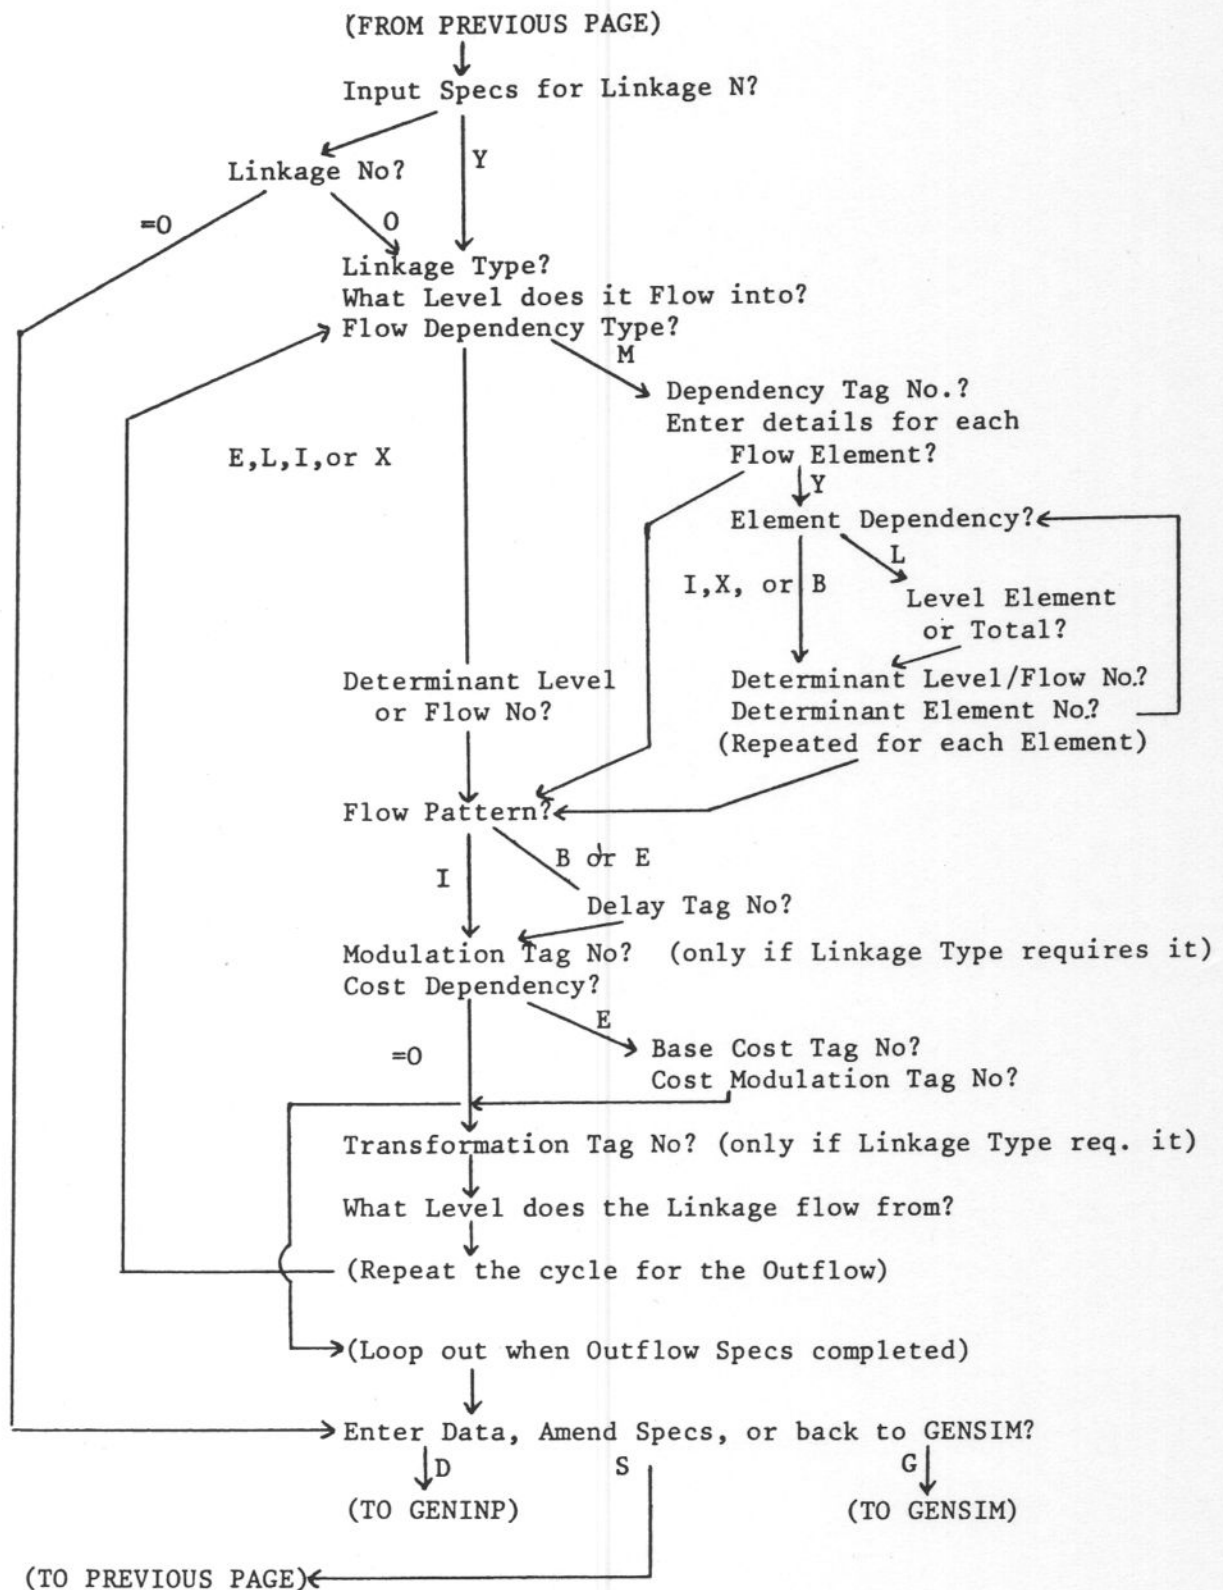 (FROM PREVIOUS PAGE)
Input Specs for Linkage N?
Y
Linkage No?
=0
0
Linkage Type?
What Level does it Flow into?
Flow Dependency Type?
M
Dependency Tag No.?
Enter details for each
Flow Element?
E,L,I,or X
Y
Element Dependency?
L
I,X, or B
Level Element
or Total?
Determinant Level
or Flow No?
Determinant Level/Flow No.?
Determinant Element No.?
(Repeated for each Element)
Flow Pattern?
B or E
I
Delay Tag No?
Modulation Tag No? (only if Linkage Type requires it)
Cost Dependency?
E
=0
Base Cost Tag No?
Cost Modulation Tag No?
Transformation Tag No? (only if Linkage Type req. it)
What Level does the Linkage flow from?
(Repeat the cycle for the Outflow)
(Loop out when Outflow Specs completed)
Enter Data, Amend Specs, or back to GENSIM?
D
S
G
(TO GENINP)
(TO GENSIM)
(TO PREVIOUS PAGE)